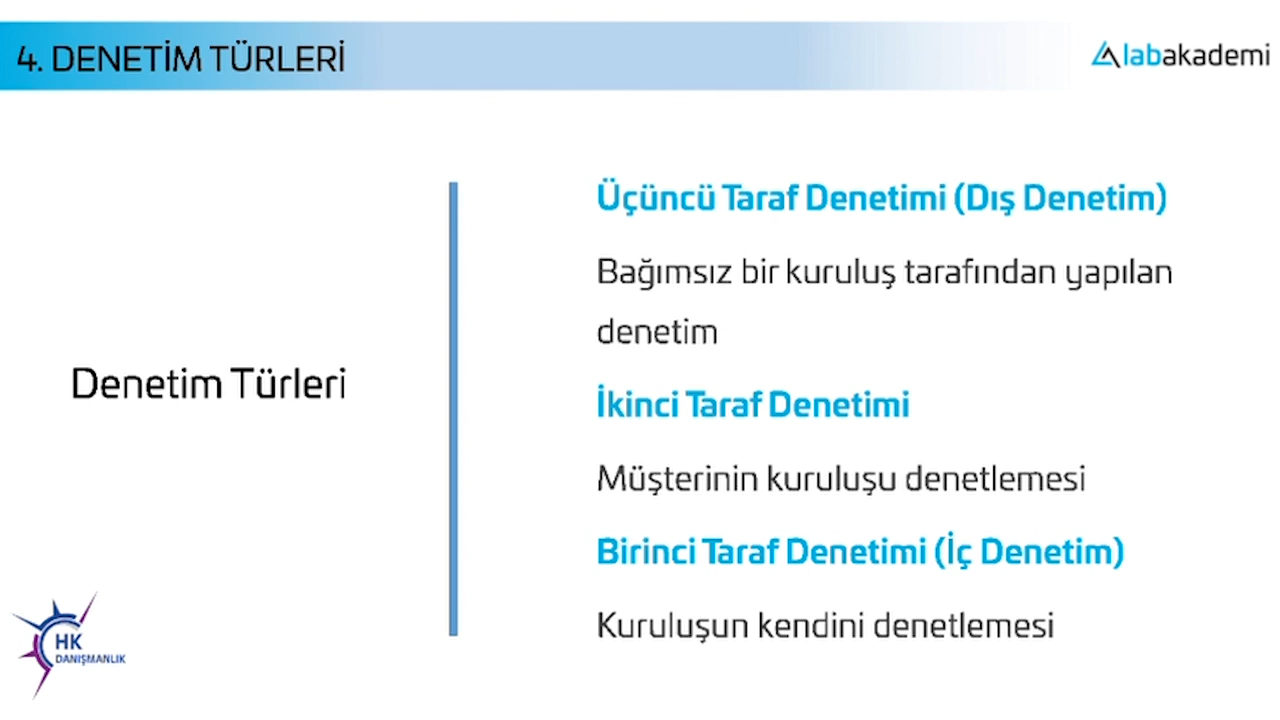 4. DENETİM TÜRLERİ
labakademi
Denetim Türleri
Üçüncü Taraf Denetimi (Dış Denetim)
Bağımsız bir kuruluş tarafından yapılan
denetim
İkinci Taraf Denetimi
Müşterinin kuruluşu denetlemesi
Birinci Taraf Denetimi (İç Denetim)
Kuruluşun kendini denetlemesi
HK
DANIŞMANLIK